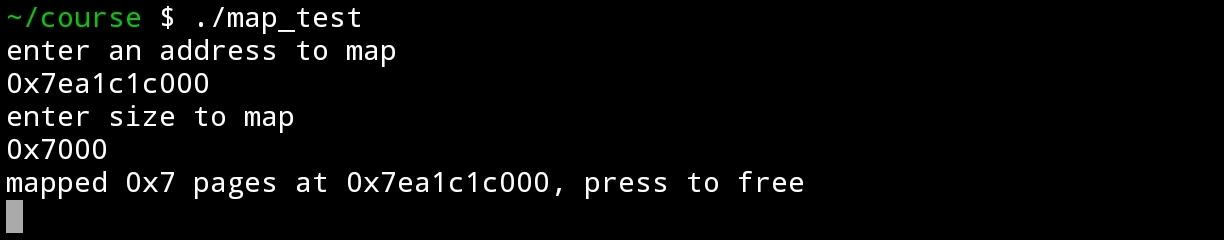 ~/course $ ./map_test
enter an address to map
0x7ea1c1c000
enter size to map
0x7000
mapped 0x7 pages at 0x7ea1c1c000, press to free